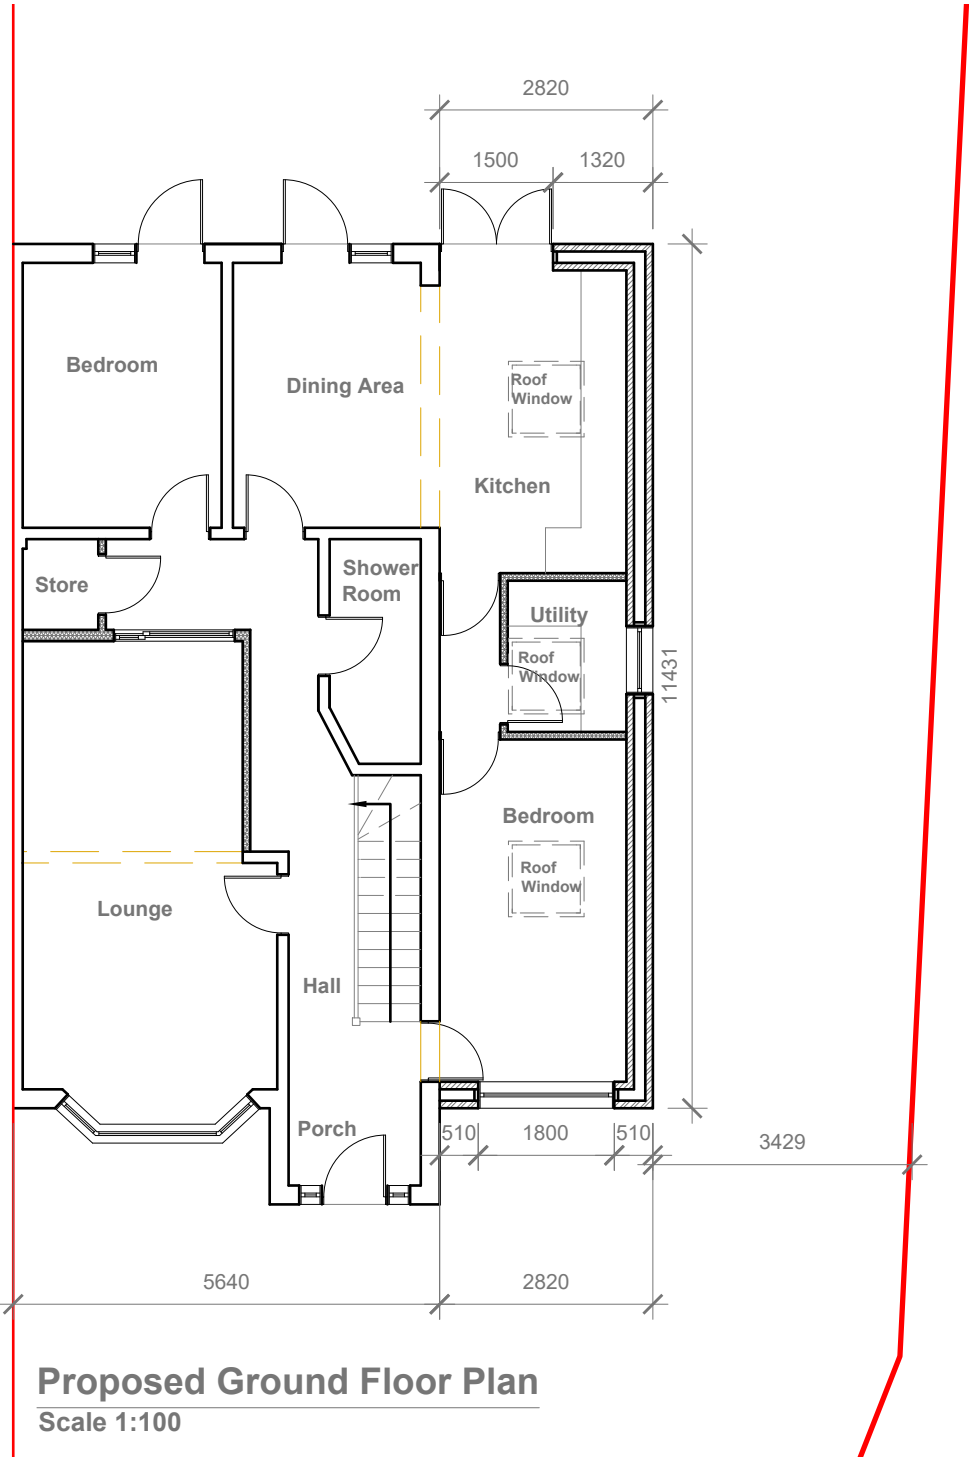 2820
1500
1320
Bedroom
Dining Area
Roof
Window
Kitchen
Store
Shower
Room
Utility
Roof
Window
11431
Bedroom
Roof
Window
Lounge
Hall
Porch
510
1800
510
3429
5640
2820
Proposed Ground Floor Plan
Scale 1:100